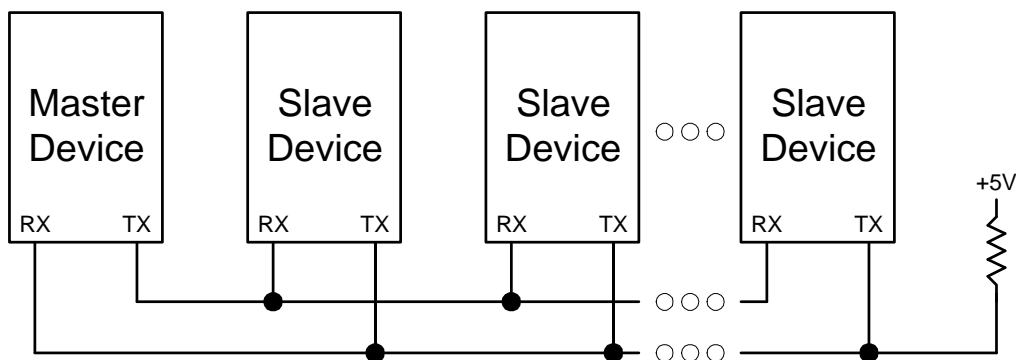 Master
Device
Slave
Device
Slave
Device
Slave
Device
+5V
RX TX RX TX RX TX RX TX